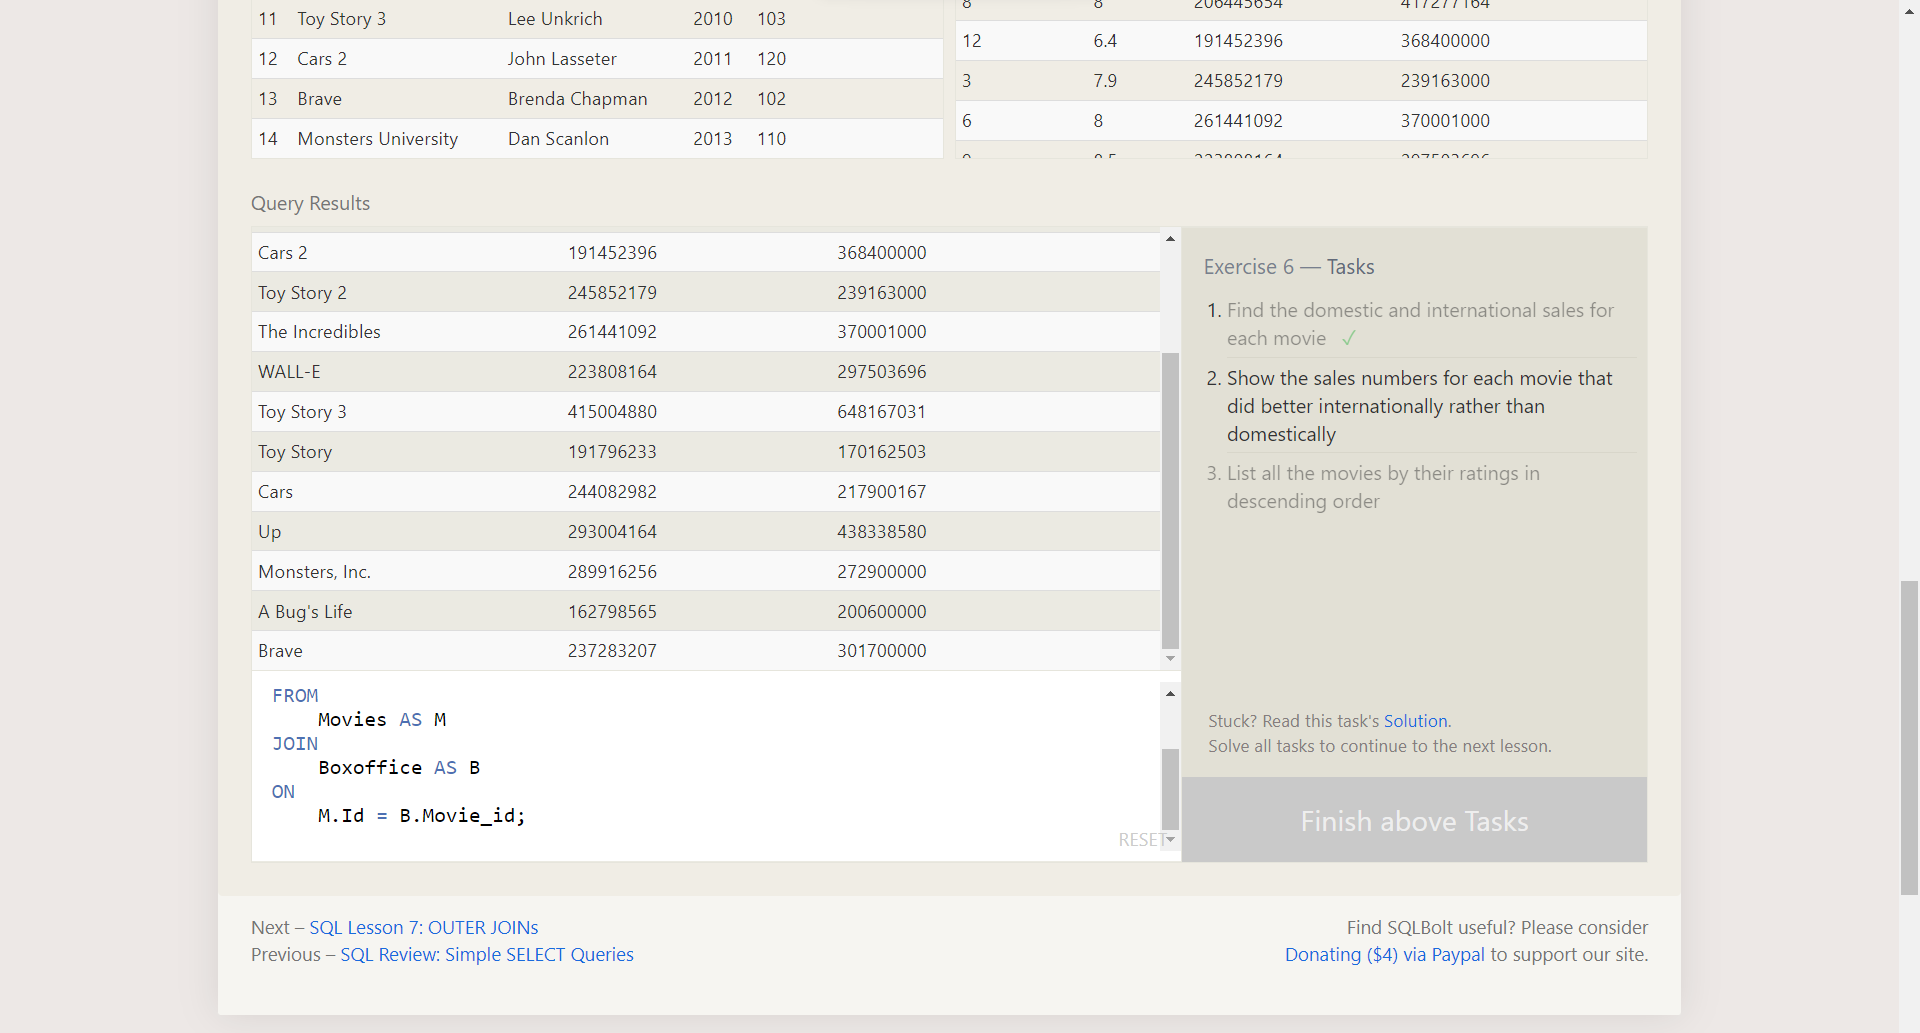 11 Toy Story 3 Lee Unkrich 2010 103
12 Cars 2 John Lasseter 2011 120
13 Brave Brenda Chapman 2012 102
14 Monsters University Dan Scanlon 2013 110
8 8 206445654 417277164
12 6.4 191452396 368400000
3 7.9 245852179 239163000
6 8 261441092 370001000
Query Results
Cars 2 191452396 368400000
Toy Story 2 245852179 239163000
The Incredibles 261441092 370001000
WALL-E 223808164 297503696
Toy Story 3 415004880 648167031
Toy Story 191796233 170162503
Cars 244082982 217900167
Up 293004164 438338580
Monsters, Inc. 289916256 272900000
A Bug's Life 162798565 200600000
Brave 237283207 301700000
FROM
Movies AS M
JOIN
Boxoffice AS B
ON
M.Id = B.Movie_id;
RESET
Exercise 6 — Tasks
1. Find the domestic and international sales for
each movie ✓
2. Show the sales numbers for each movie that
did better internationally rather than
domestically
3. List all the movies by their ratings in
descending order
Stuck? Read this task's Solution.
Solve all tasks to continue to the next lesson.
Finish above Tasks
Next – SQL Lesson 7: OUTER JOINs
Previous – SQL Review: Simple SELECT Queries
Find SQLBolt useful? Please consider
Donating ($4) via Paypal to support our site.